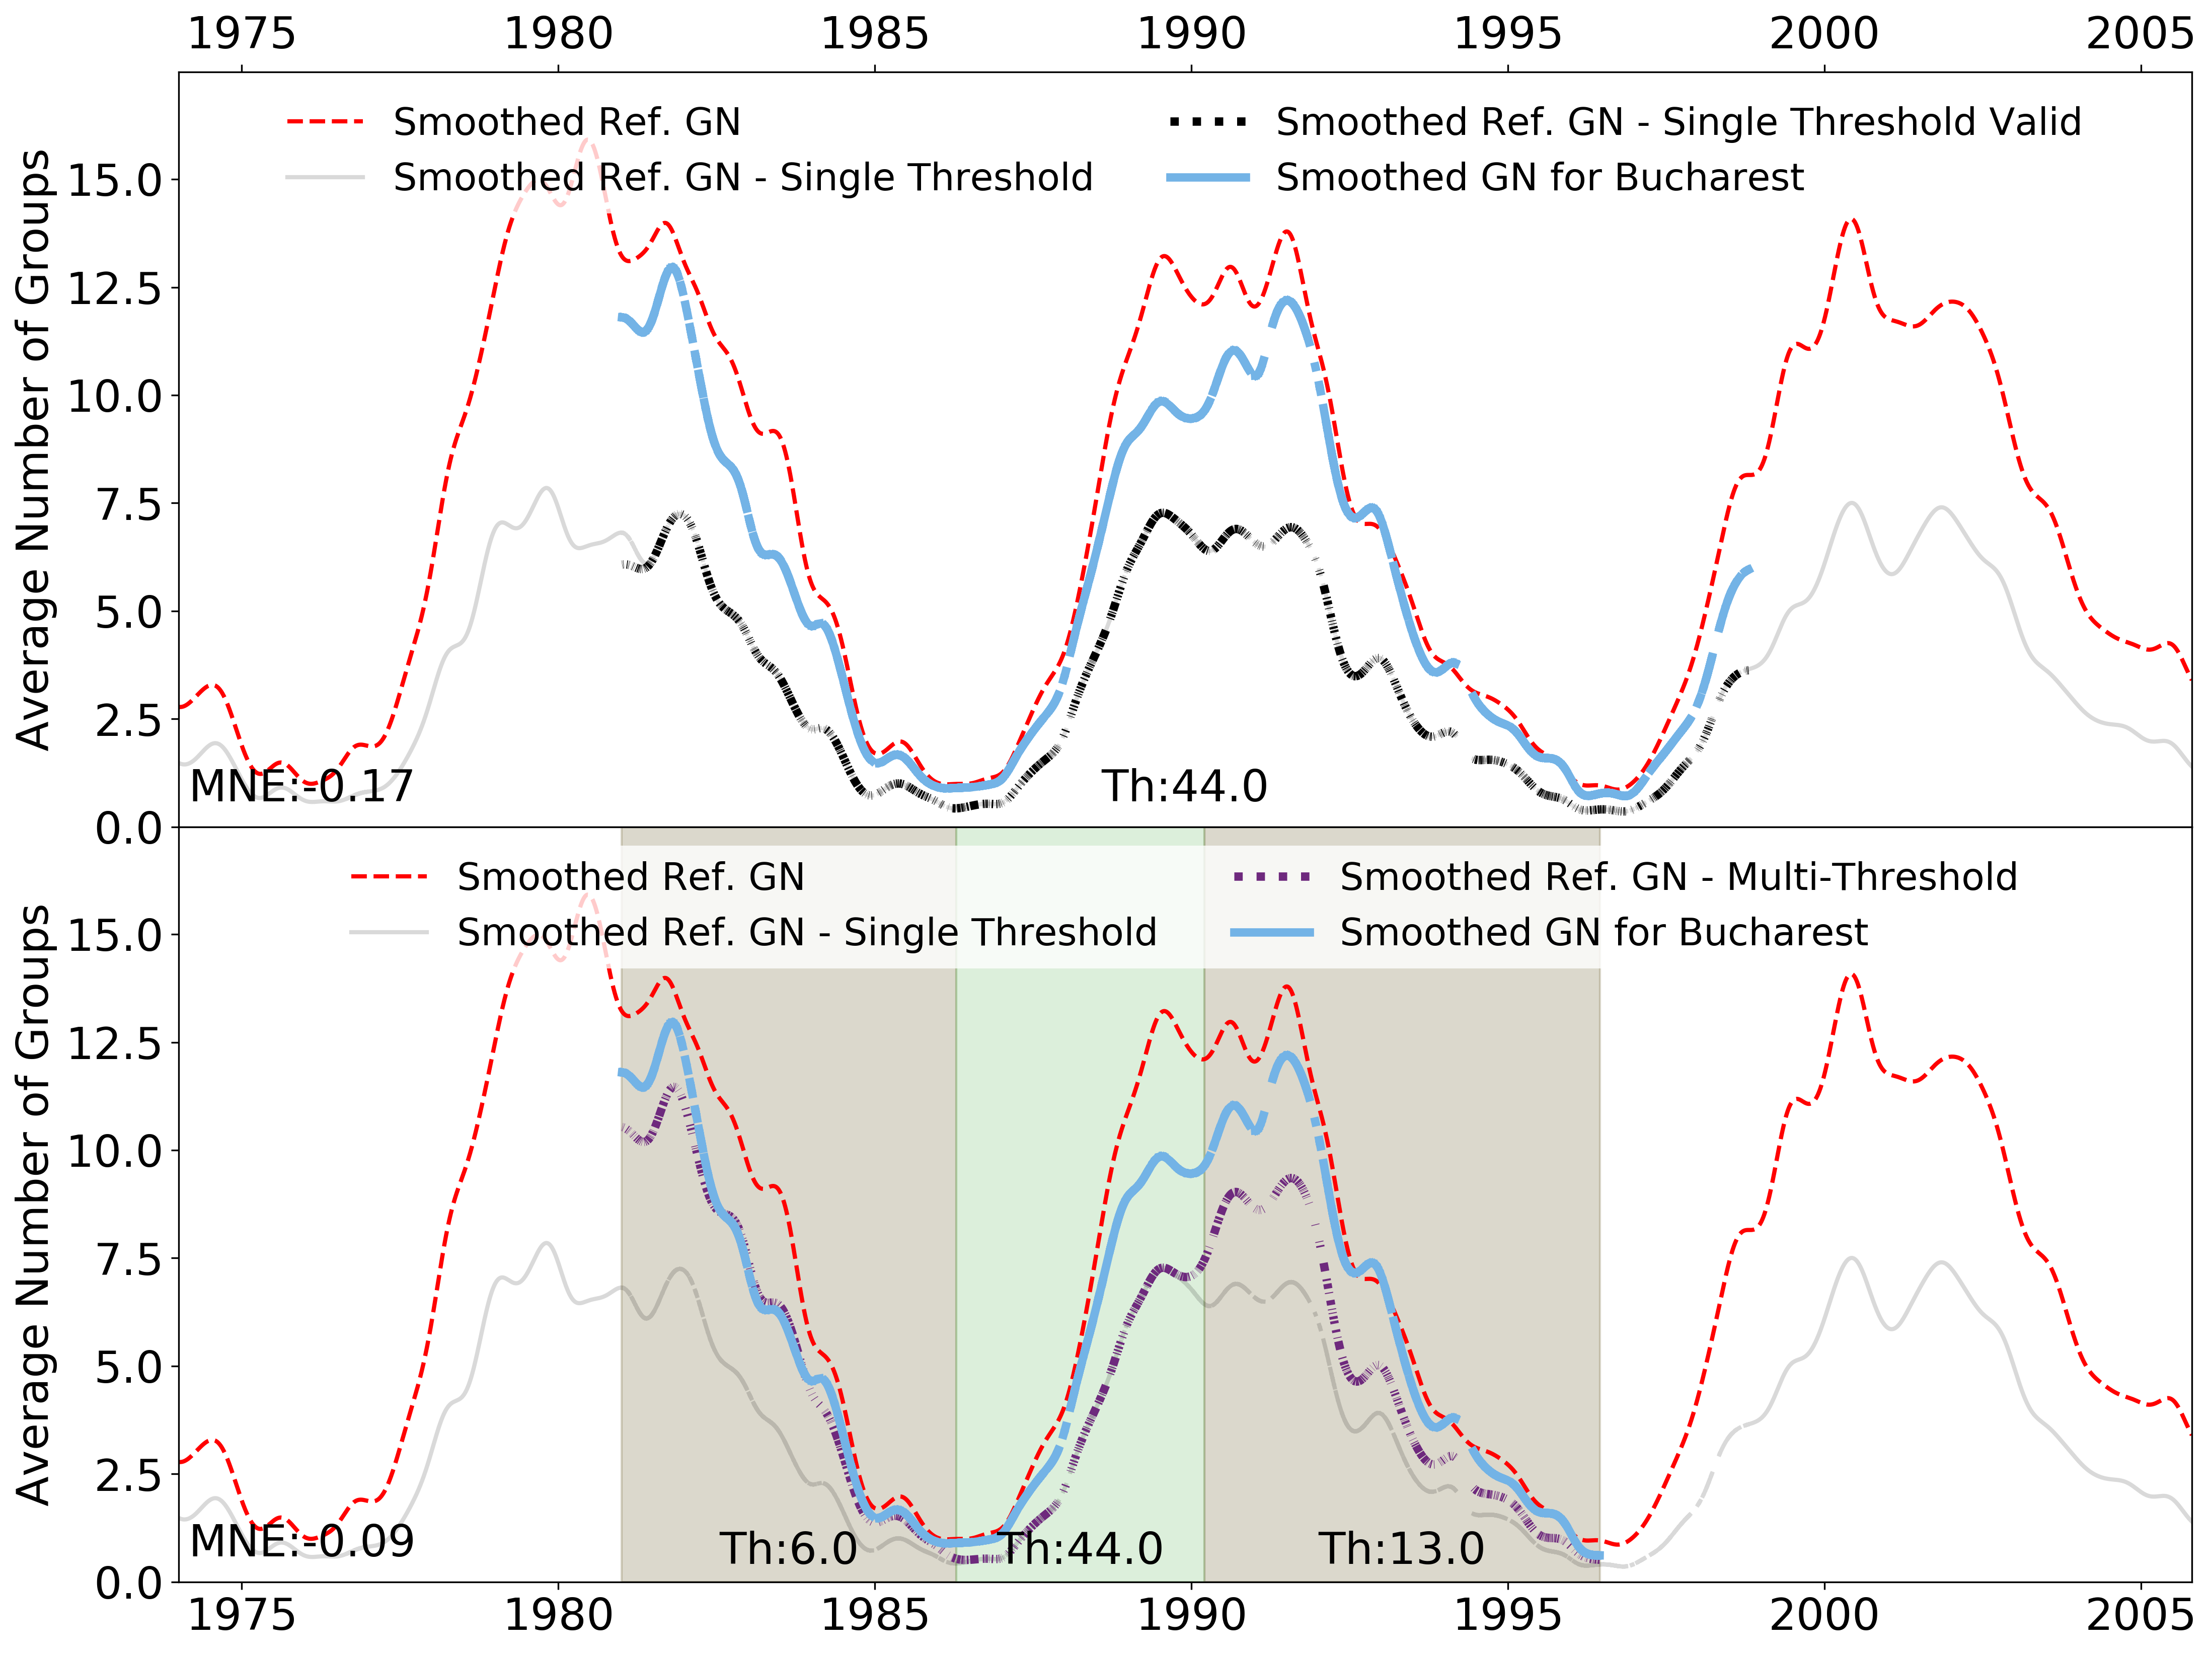 1975 1980 1985 1990 1995 2000 2005
Smoothed Ref. GN
Smoothed Ref. GN - Single Threshold
Smoothed Ref. GN - Single Threshold Valid
Smoothed GN for Bucharest
Average Number of Groups
15.0
12.5
10.0
7.5
5.0
2.5
0.0
MNE:-0.17
Th:44.0
Smoothed Ref. GN
Smoothed Ref. GN - Single Threshold
Smoothed Ref. GN - Multi-Threshold
Smoothed GN for Bucharest
Average Number of Groups
15.0
12.5
10.0
7.5
5.0
2.5
0.0
MNE:-0.09
Th:6.0
Th:44.0
Th:13.0
1975 1980 1985 1990 1995 2000 2005